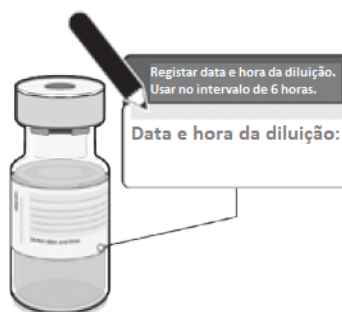 Registar data e hora da diluição.
Usar no intervalo de 6 horas.
Data e hora da diluição: